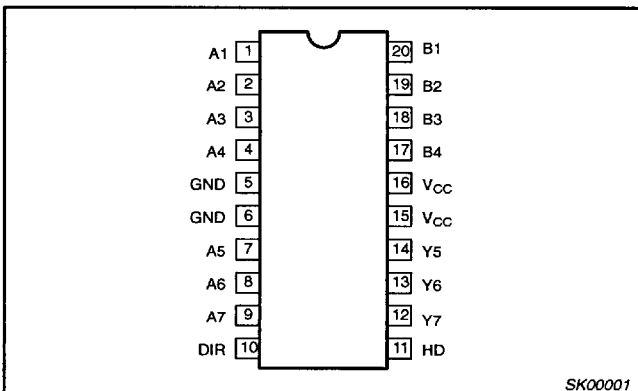 A1 1 20 B1
A2 2 19 B2
A3 3 18 B3
A4 4 17 B4
GND 5 16 VCC
GND 6 15 VCC
A5 7 14 Y5
A6 8 13 Y6
A7 9 12 Y7
DIR 10 11 HD
SK00001